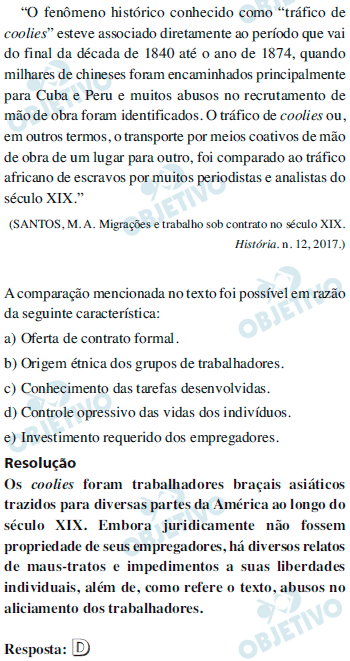 “O fenômeno histórico conhecido como “tráfico de
coolies” esteve associado diretamente ao período que vai
do final da década de 1840 até o ano de 1874, quando
milhares de chineses foram encaminhados principalmente
para Cuba e Peru e muitos abusos no recrutamento de
mão de obra foram identificados. O tráfico de coolies ou,
em outros termos, o transporte por meios coativos de mão
de obra de um lugar para outro, foi comparado ao tráfico
africano de escravos por muitos periodistas e analistas do
século XIX.”
(SANTOS, M. A. Migrações e trabalho sob contrato no século XIX.
História. n. 12, 2017.)
A comparação mencionada no texto foi possível em razão
da seguinte característica:
a) Oferta de contrato formal.
b) Origem étnica dos grupos de trabalhadores.
c) Conhecimento das tarefas desenvolvidas.
d) Controle opressivo das vidas dos indivíduos.
e) Investimento requerido dos empregadores.
Resolução
Os coolies foram trabalhadores braçais asiáticos
trazidos para diversas partes da América ao longo do
século XIX. Embora juridicamente não fossem
propriedade de seus empregadores, há diversos relatos
de maus-tratos e impedimentos a suas liberdades
individuais, além de, como refere o texto, abusos no
aliciamento dos trabalhadores.
Resposta: D
OBJETIVO
OBJETIVO
OBJETIVO
OBJETIVO
OBJETIVO
OBJETIVO